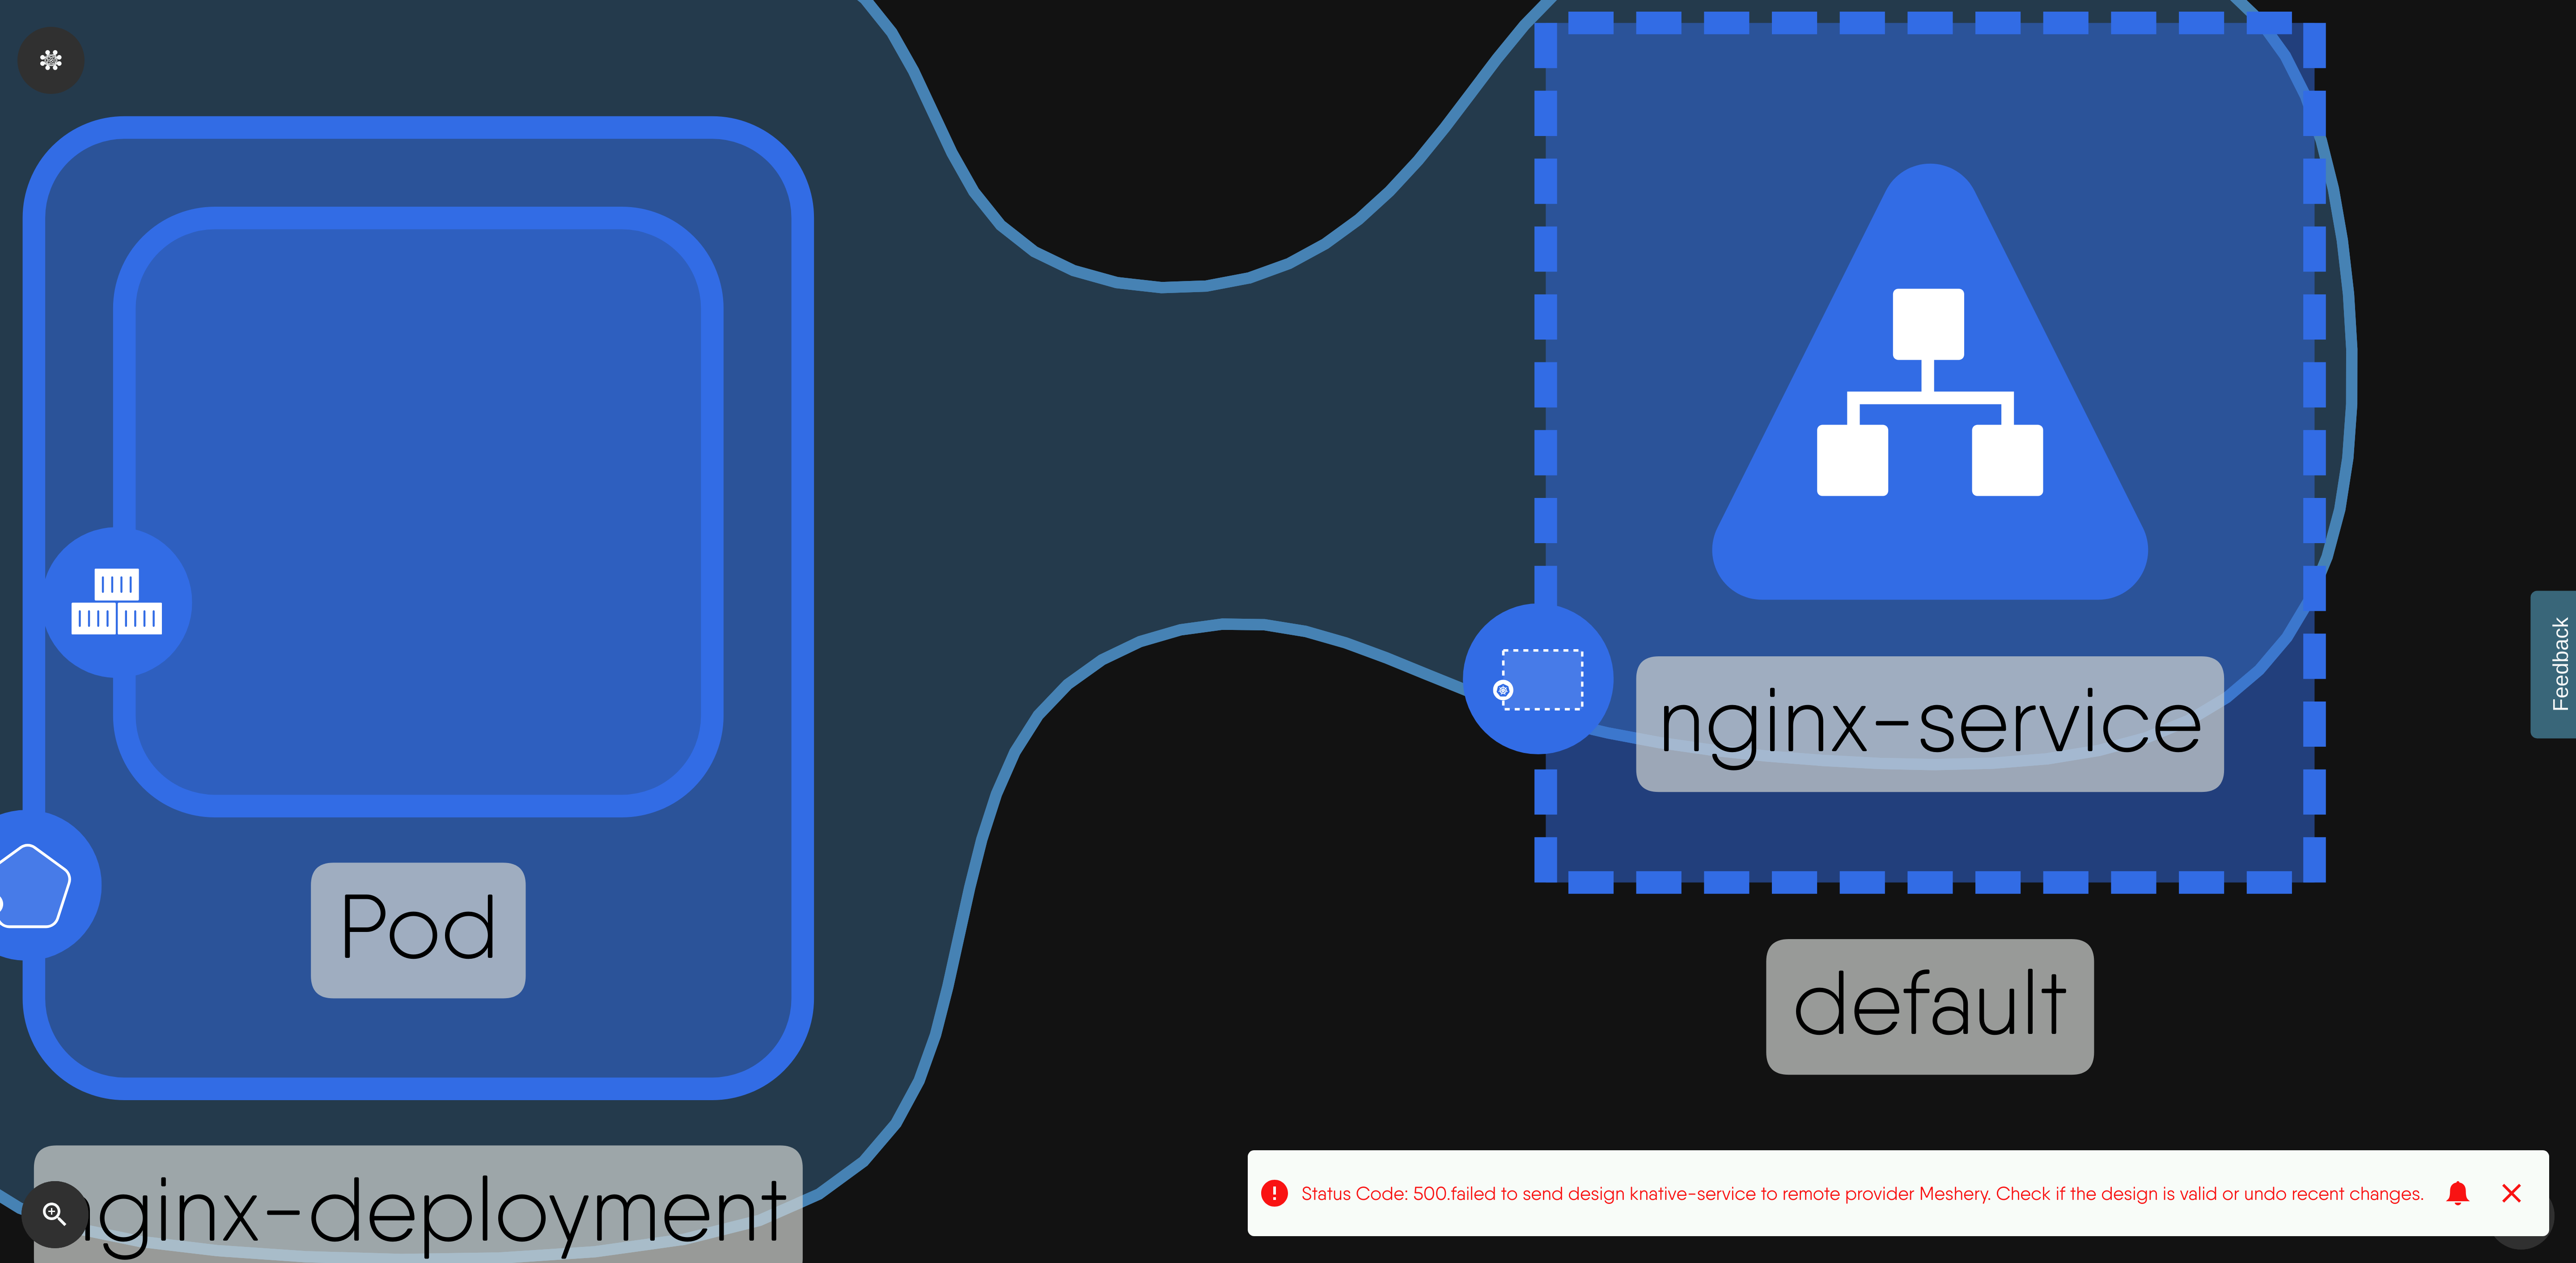 nginx-service
Feedback
Pod
default
nginx-deployment
Status Code: 500.failed to send design knative-service to remote provider Meshery. Check if the design is valid or undo recent changes.